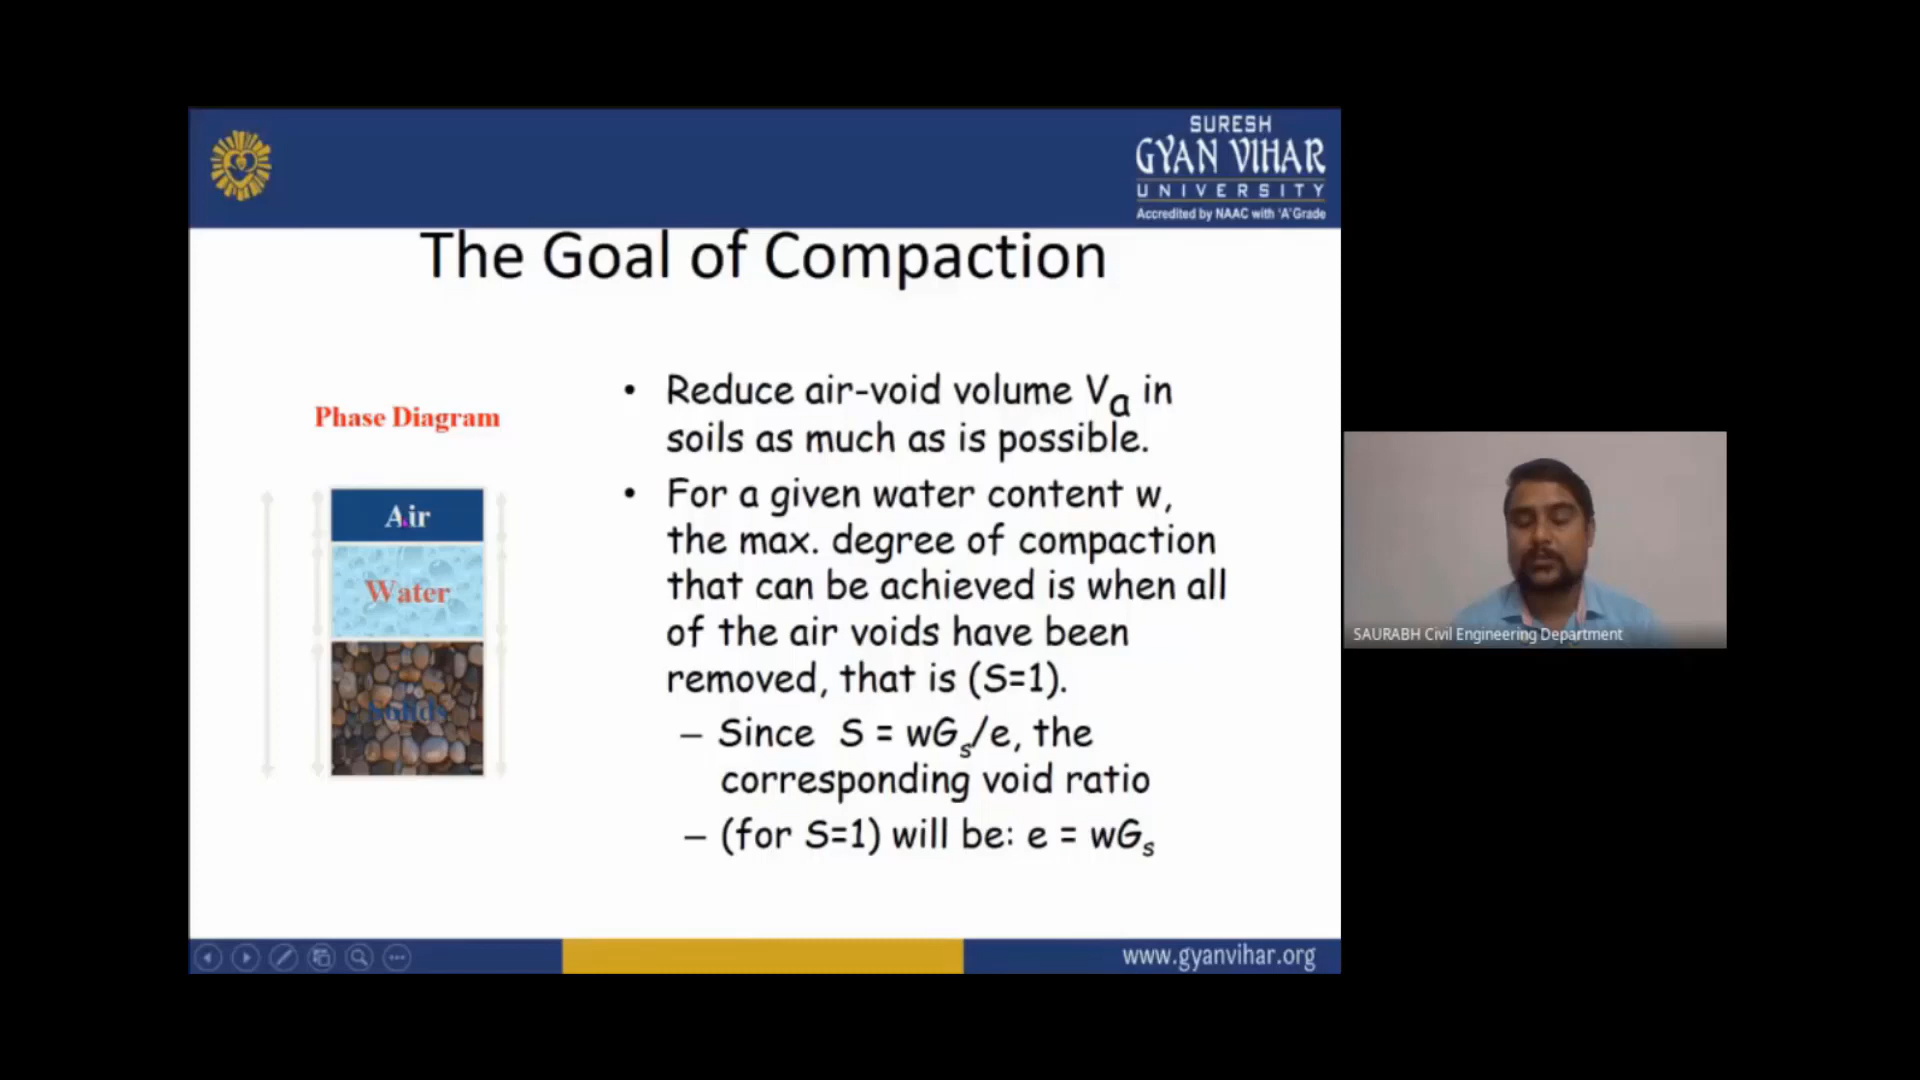 SURESH
GYAN VIHAR
UNIVERSITY
Accredited by NAAC with 'A' Grade
The Goal of Compaction
Phase Diagram
Air
Water
Solids
• Reduce air-void volume Va in
soils as much as is possible.
• For a given water content w,
the max. degree of compaction
that can be achieved is when all
of the air voids have been
removed, that is (S=1).
– Since S = wGs/e, the
corresponding void ratio
– (for S=1) will be: e = wGs
SAURABH Civil Engineering Department
www.gyanvihar.org